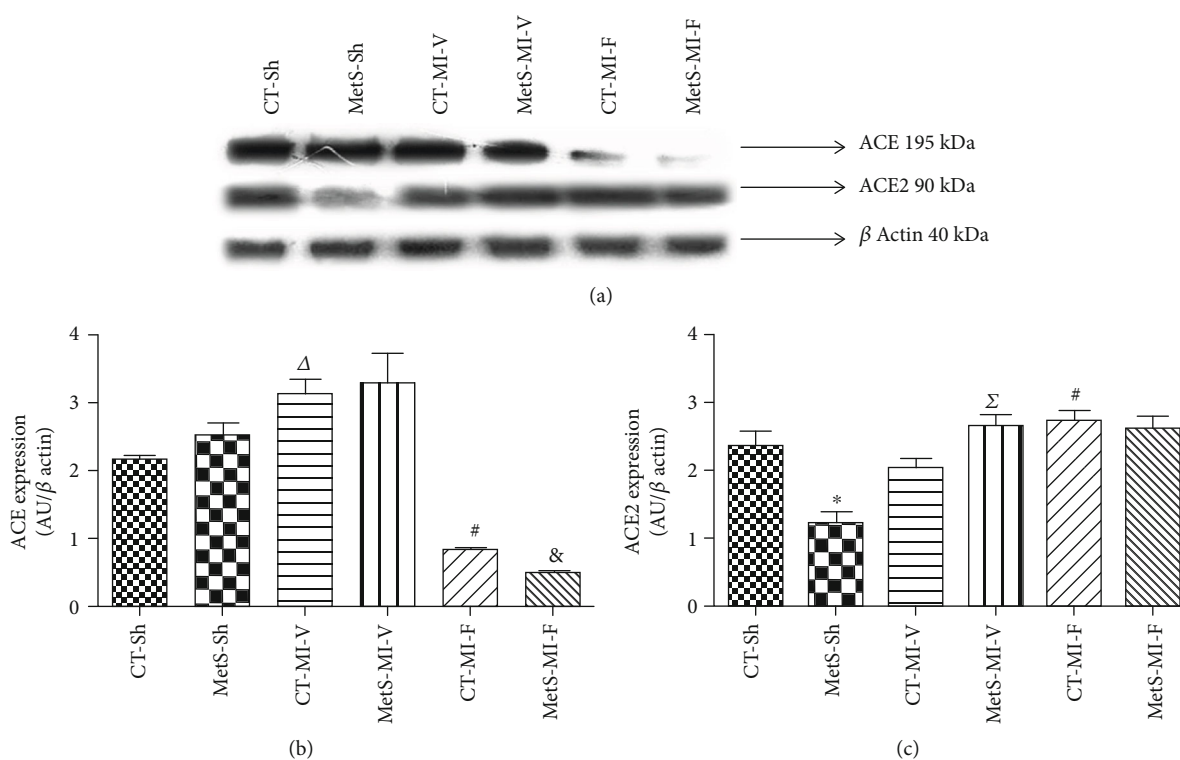 CT-Sh
MetS-Sh
CT-MI-V
MetS-MI-V
CT-MI-F
MetS-MI-F
ACE 195 kDa
ACE2 90 kDa
β Actin 40 kDa
(a)
ACE expression
(AU/β actin)
4
3
2
1
0
Δ
#
&
CT-Sh
MetS-Sh
CT-MI-V
MetS-MI-V
CT-MI-F
MetS-MI-F
(b)
ACE2 expression
(AU/β actin)
4
3
2
1
0
*
Σ
#
CT-Sh
MetS-Sh
CT-MI-V
MetS-MI-V
CT-MI-F
MetS-MI-F
(c)